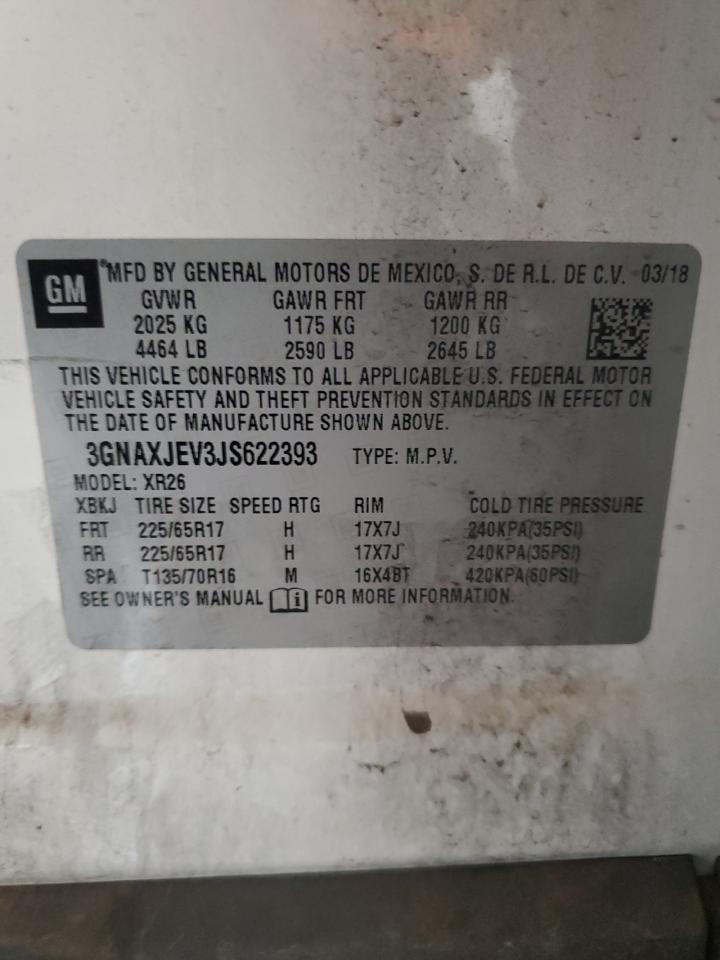 GM ®MFD BY GENERAL MOTORS DE MEXICO, S. DE R.L. DE C.V. 03/18
GVWR GAWR FRT GAWR RR
2025 KG 1175 KG 1200 KG
4464 LB 2590 LB 2645 LB
THIS VEHICLE CONFORMS TO ALL APPLICABLE U.S. FEDERAL MOTOR
VEHICLE SAFETY AND THEFT PREVENTION STANDARDS IN EFFECT ON
THE DATE OF MANUFACTURE SHOWN ABOVE.
3GNAXJEV3JS622393 TYPE: M.P.V.
MODEL: XR26
XBKJ TIRE SIZE SPEED RTG RIM COLD TIRE PRESSURE
FRT 225/65R17 H 17X7J 240KPA(35PSI)
RR 225/65R17 H 17X7J 240KPA(35PSI)
SPA T135/70R16 M 16X4BT 420KPA(60PSI)
SEE OWNER'S MANUAL i FOR MORE INFORMATION.